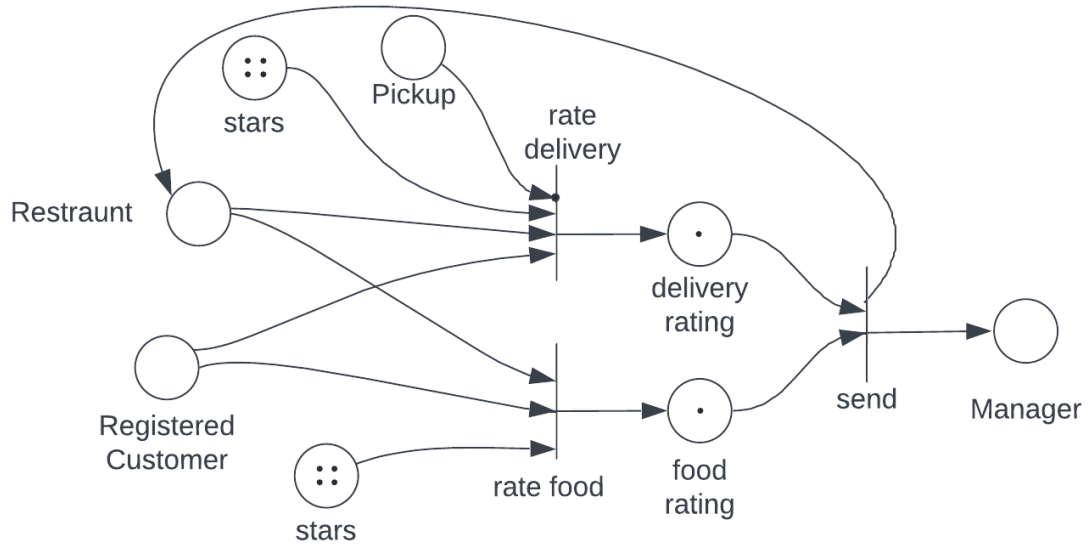 Pickup
stars
rate
delivery
Restraunt
delivery
rating
send
Manager
Registered
Customer
rate food
food
rating
stars